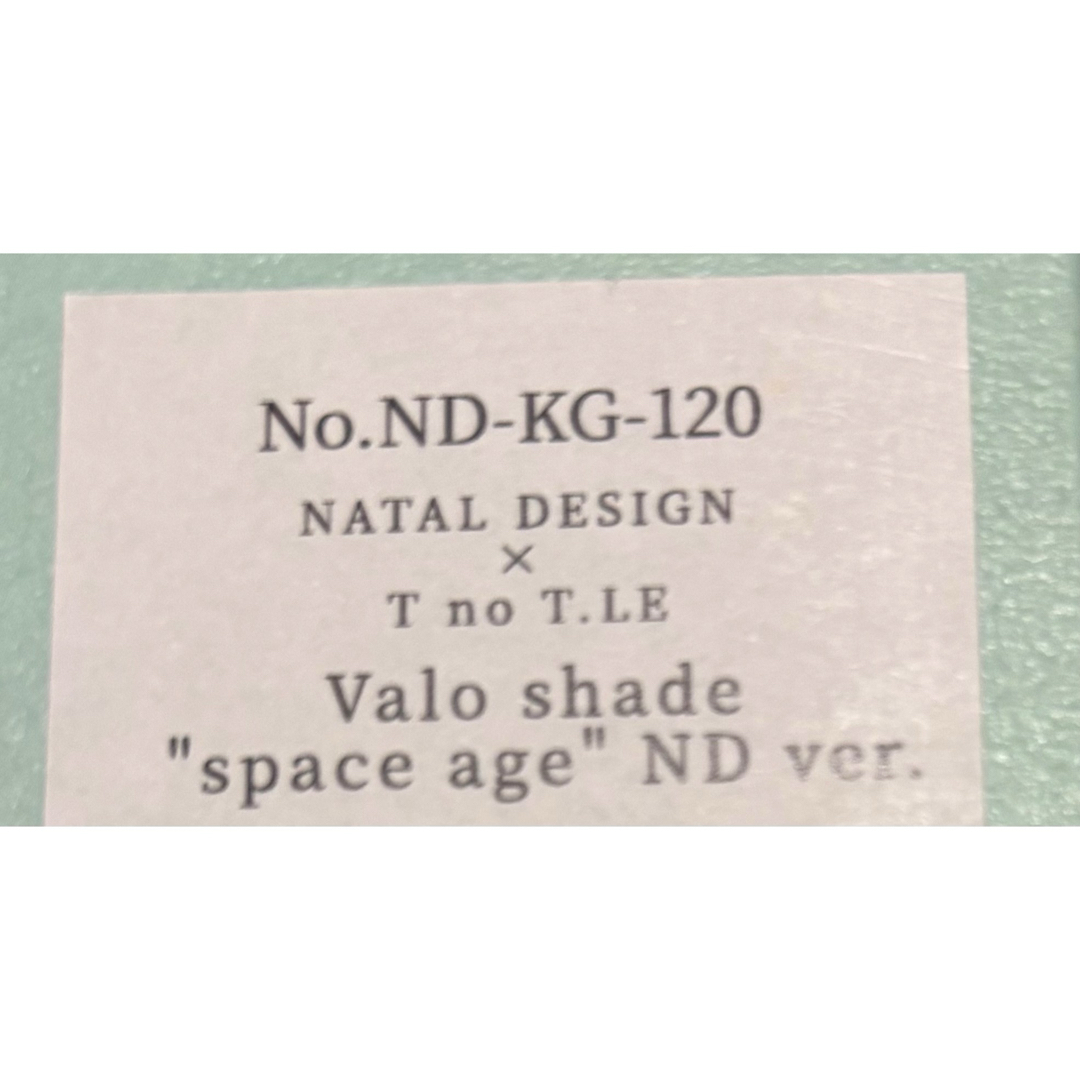 No.ND-KG-120
NATAL DESIGN
×
T no T.LE
Valo shade
"space age" ND ver.